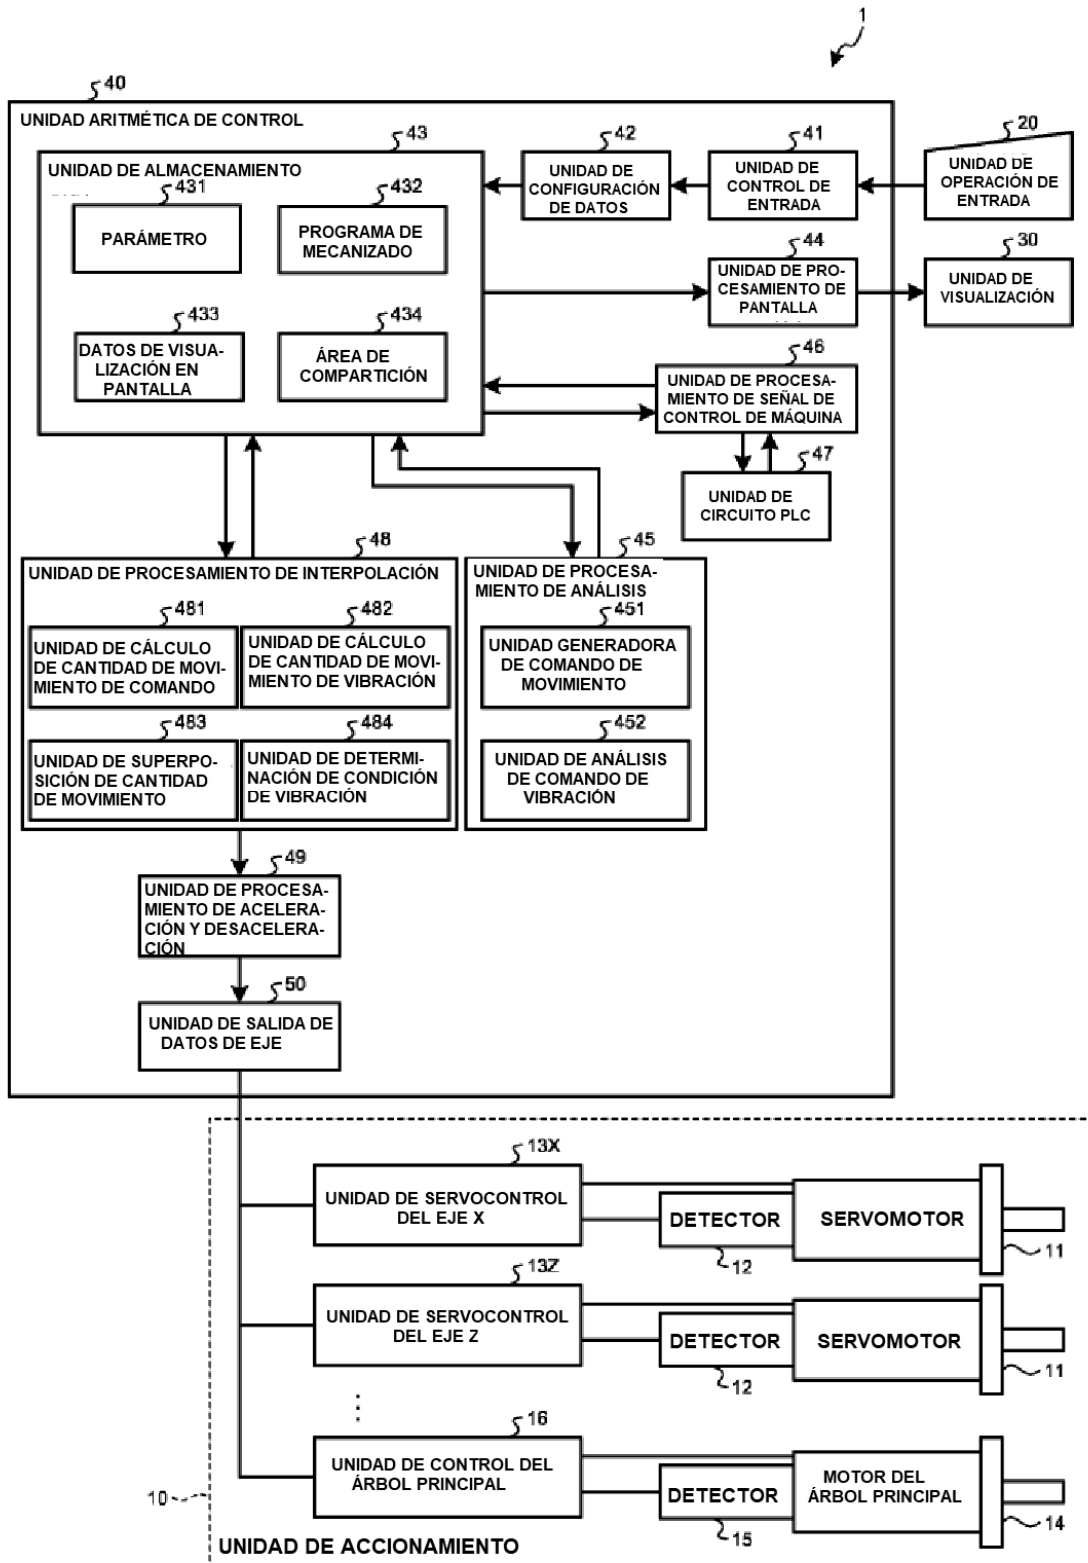 1
40
UNIDAD ARITMÉTICA DE CONTROL
43
UNIDAD DE ALMACENAMIENTO
431
PARÁMETRO
432
PROGRAMA DE
MECANIZADO
433
DATOS DE VISUA-
LIZACIÓN EN
PANTALLA
434
ÁREA DE
COMPARTICIÓN
42
UNIDAD DE
CONFIGURACIÓN
DE DATOS
41
UNIDAD DE
CONTROL DE
ENTRADA
20
UNIDAD DE
OPERACIÓN DE
ENTRADA
44
UNIDAD DE PRO-
CESAMIENTO DE
PANTALLA
30
UNIDAD DE
VISUALIZACIÓN
46
UNIDAD DE PROCESA-
MIENTO DE SEÑAL DE
CONTROL DE MÁQUINA
47
UNIDAD DE
CIRCUITO PLC
48
UNIDAD DE PROCESAMIENTO DE INTERPOLACIÓN
481
UNIDAD DE CÁLCULO
DE CANTIDAD DE MOVI-
MIENTO DE COMANDO
482
UNIDAD DE CÁLCULO
DE CANTIDAD DE MO-
VIMIENTO DE VIBRACIÓN
483
UNIDAD DE SUPERPO-
SICIÓN DE CANTIDAD
DE MOVIMIENTO
484
UNIDAD DE DETERMI-
NACIÓN DE CONDICIÓN
DE VIBRACIÓN
45
UNIDAD DE PROCESA-
MIENTO DE ANÁLISIS
451
UNIDAD GENERADORA
DE COMANDO DE
MOVIMIENTO
452
UNIDAD DE ANÁLISIS
DE COMANDO DE
VIBRACIÓN
49
UNIDAD DE PROCESA-
MIENTO DE ACELERA-
CIÓN Y DESACELERA-
CIÓN
50
UNIDAD DE SALIDA DE
DATOS DE EJE
13X
UNIDAD DE SERVOCONTROL
DEL EJE X
DETECTOR
12
SERVOMOTOR
11
13Z
UNIDAD DE SERVOCONTROL
DEL EJE Z
DETECTOR
12
SERVOMOTOR
11
16
UNIDAD DE CONTROL DEL
ÁRBOL PRINCIPAL
DETECTOR
15
MOTOR DEL
ÁRBOL PRINCIPAL
14
10
UNIDAD DE ACCIONAMIENTO